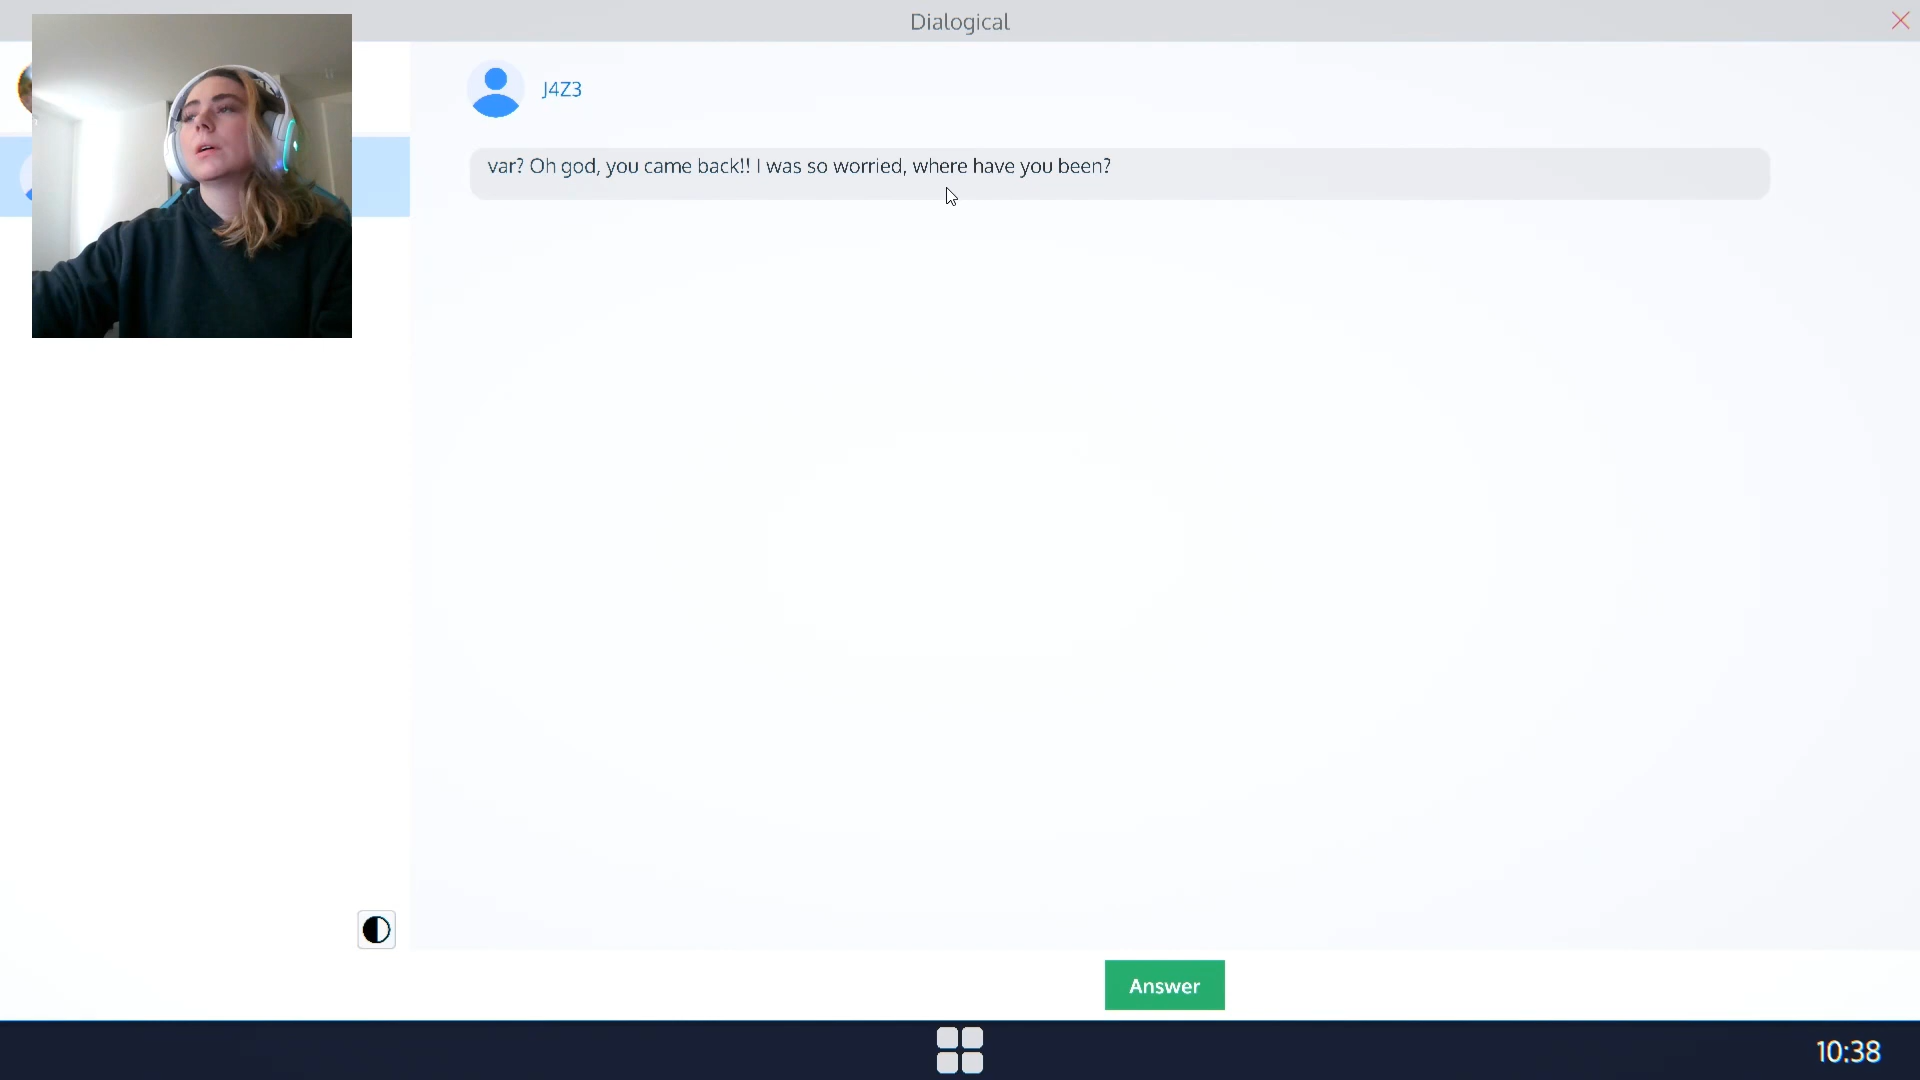 Dialogical
J4Z3
var? Oh god, you came back!! I was so worried, where have you been?
Answer
10:38